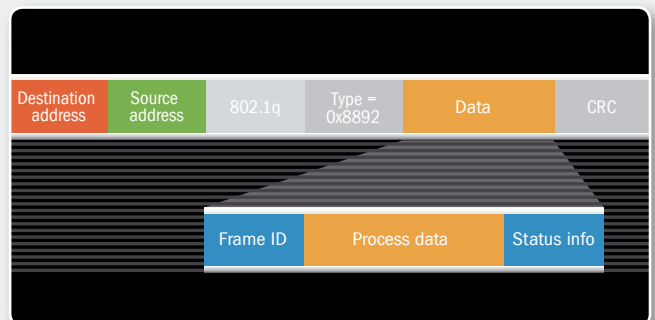 Destination
address
Source
address
802.1q
Type =
0x8892
Data
CRC
Frame ID
Process data
Status info